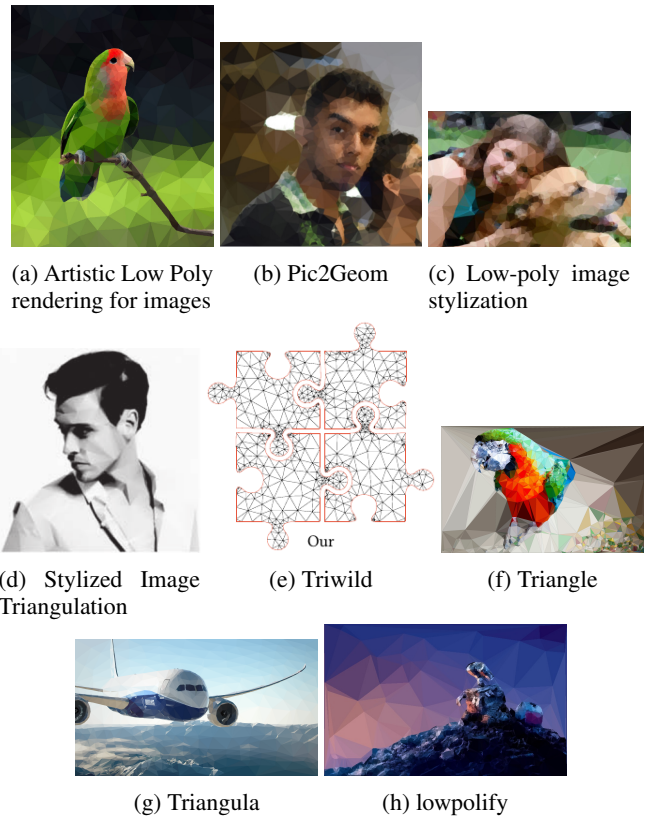 (a) Artistic Low Poly
rendering for images
(b) Pic2Geom
(c) Low-poly image
stylization
Our
(d) Stylized Image
Triangulation
(e) Triwild
(f) Triangle
(g) Triangula
(h) lowpolify